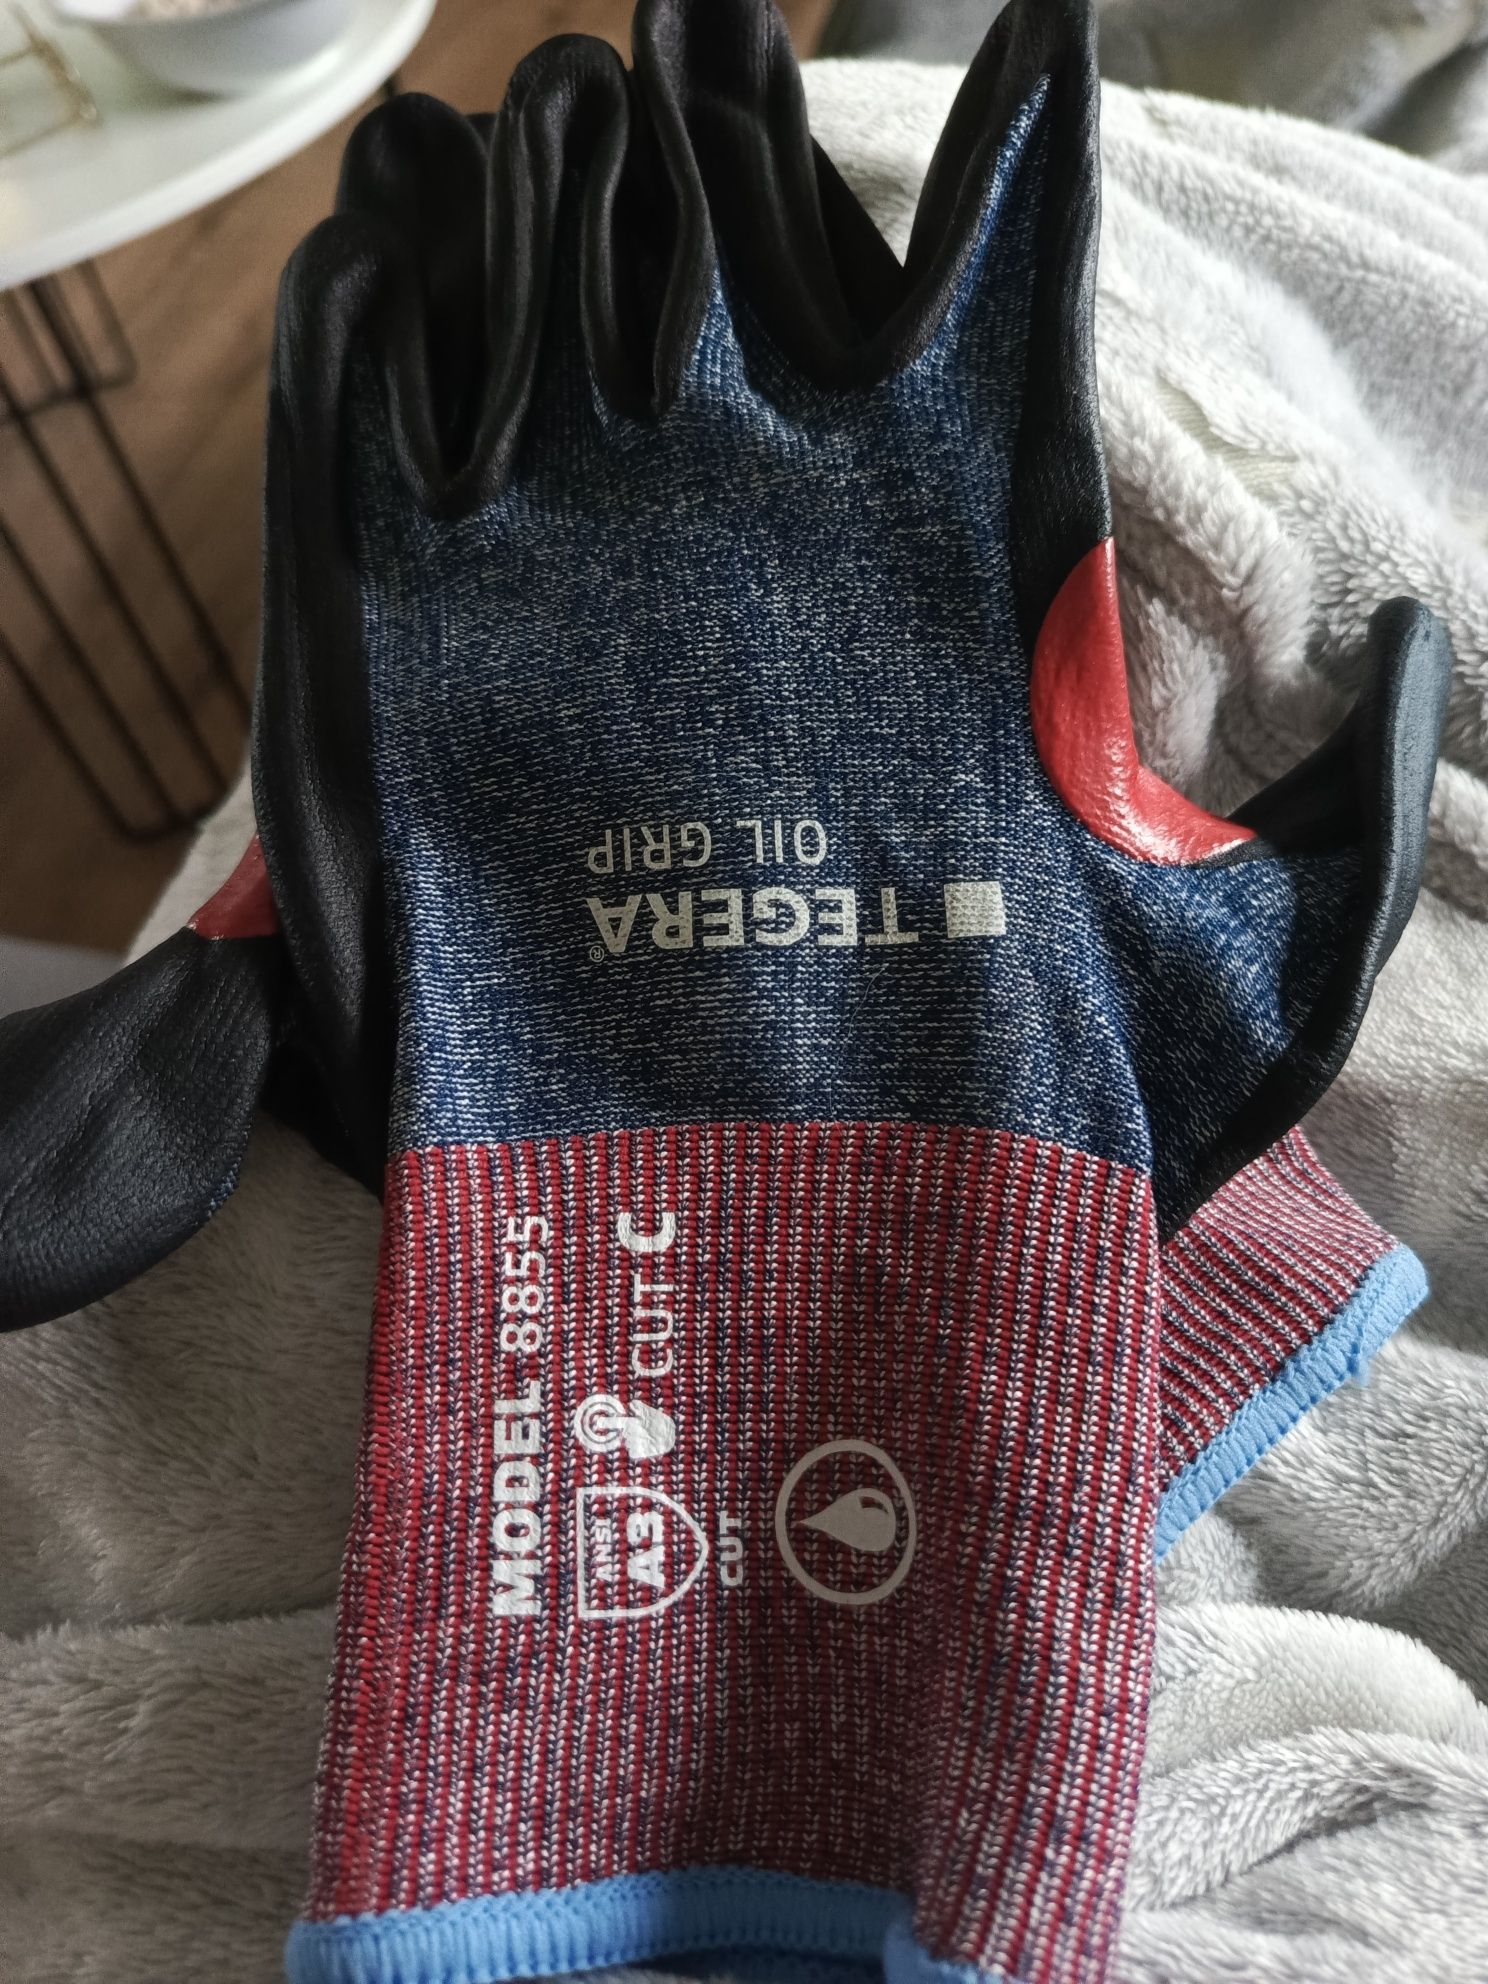 TEGERA®
OIL GRIP
MODEL 8855
CUT C
ANSI
A3
CUT